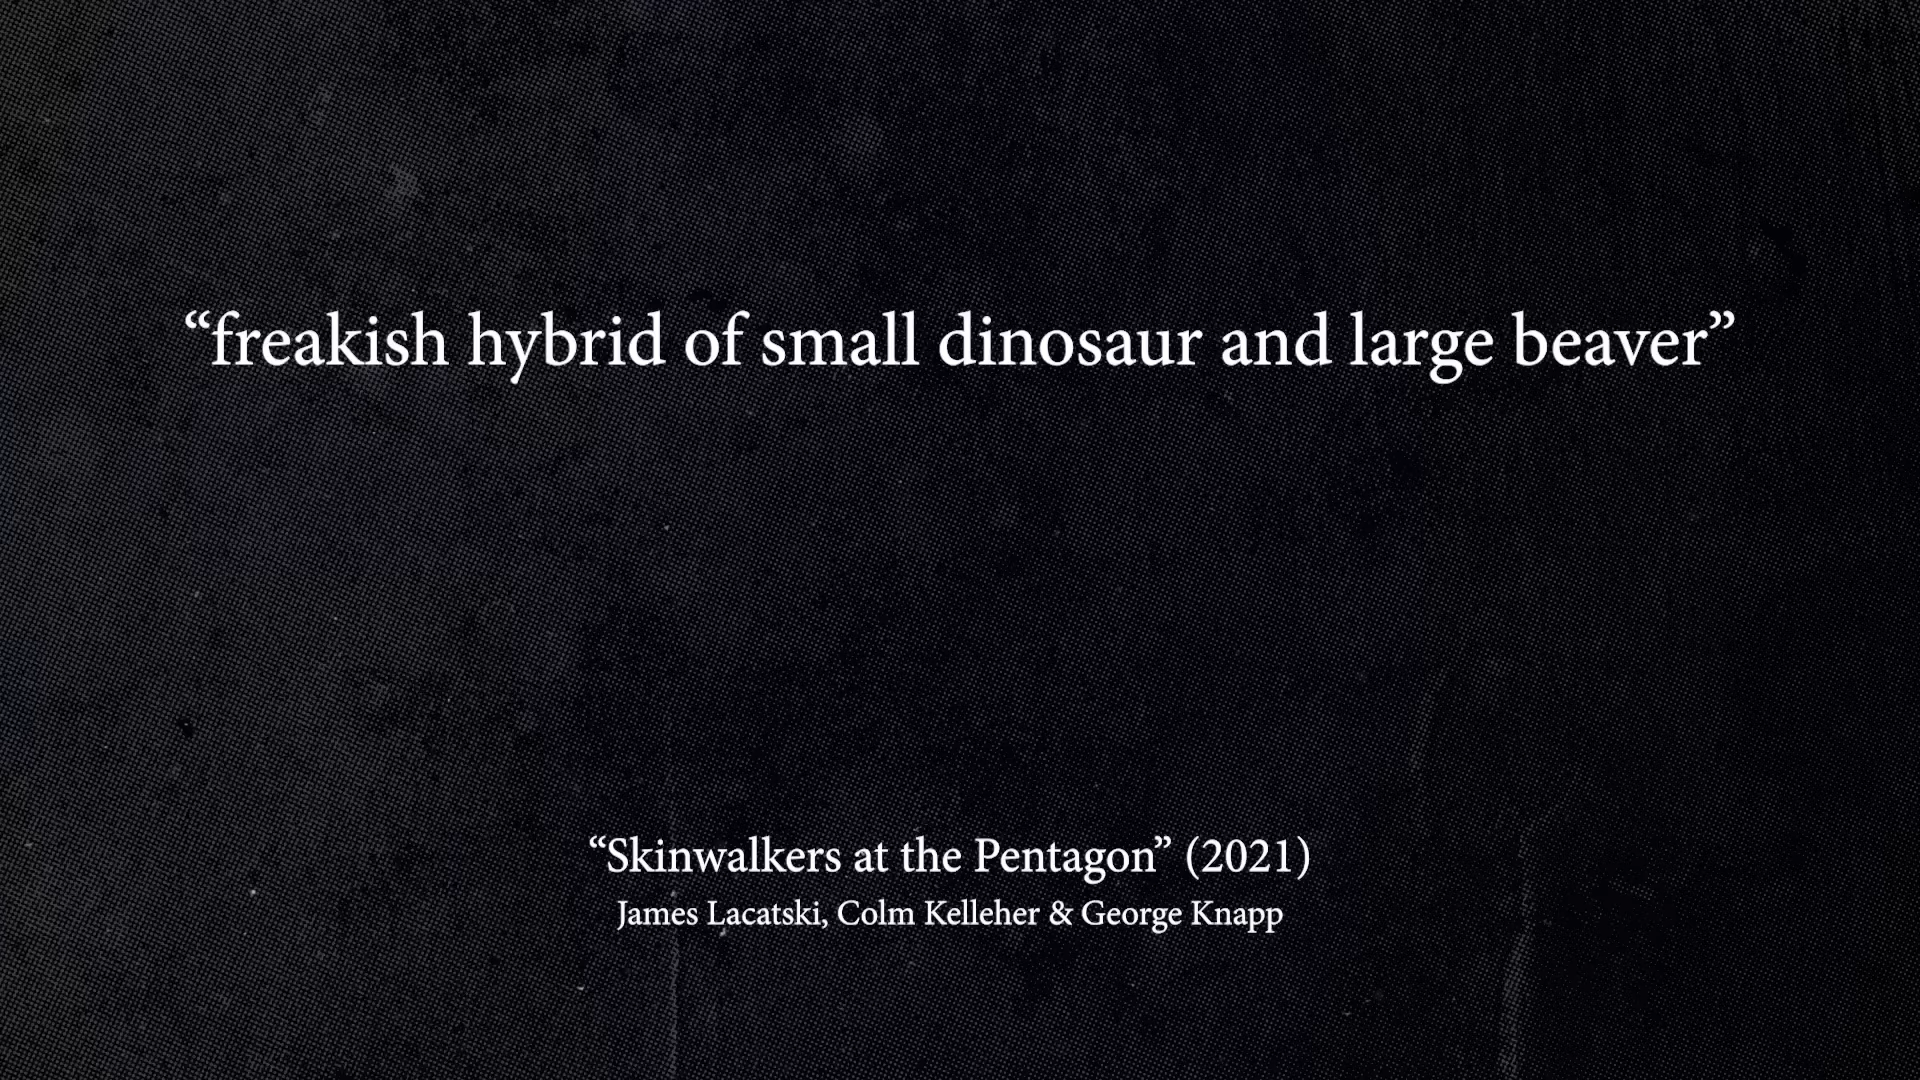 “freakish hybrid of small dinosaur and large beaver”
“Skinwalkers at the Pentagon” (2021)
James Lacatski, Colm Kelleher & George Knapp